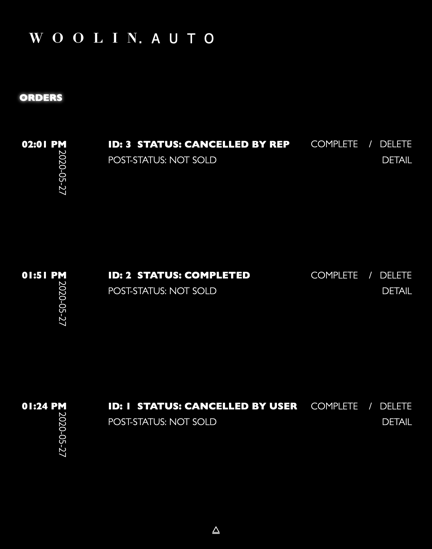 WOOLIN.AUTO
ORDERS
02:01 PM
2020-05-27
ID: 3 STATUS: CANCELLED BY REP
COMPLETE / DELETE
POST-STATUS: NOT SOLD
DETAIL
01:51 PM
2020-05-27
ID: 2 STATUS: COMPLETED
COMPLETE / DELETE
POST-STATUS: NOT SOLD
DETAIL
01:24 PM
2020-05-27
ID: 1 STATUS: CANCELLED BY USER
COMPLETE / DELETE
POST-STATUS: NOT SOLD
DETAIL